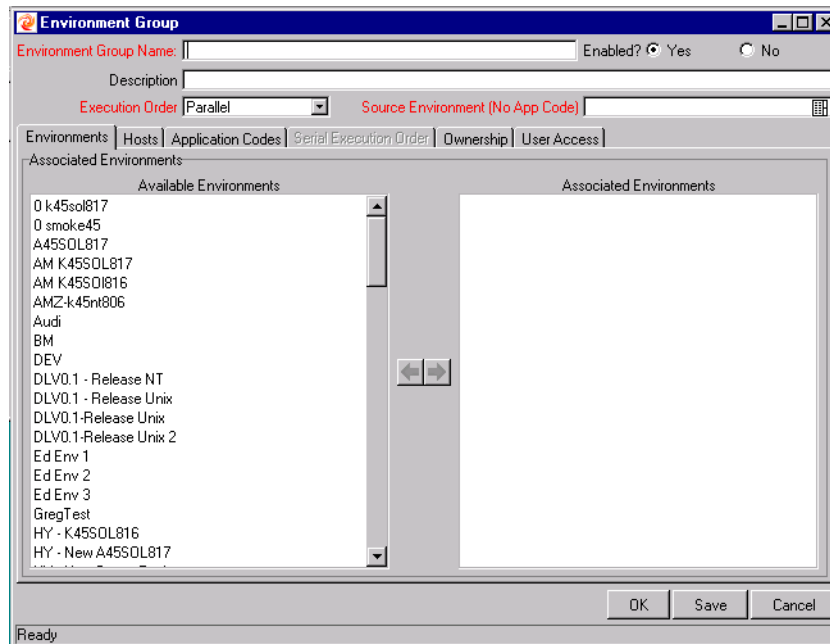 Environment Group
Environment Group Name: Enabled? Yes No
Description
Execution Order Parallel Source Environment (No App Code)
Environments Hosts Application Codes Serial Execution Order Ownership User Access
Associated Environments
Available Environments Associated Environments
0 k45sol817
0 smoke45
A45SOL817
AM K45SOL817
AM K45SOl816
AMZ-k45nt806
Audi
BM
DEV
DLV0.1 - Release NT
DLV0.1 - Release Unix
DLV0.1-Release Unix
DLV0.1-Release Unix 2
Ed Env 1
Ed Env 2
Ed Env 3
GregTest
HY - K45SOL816
HY - New A45SOL817
OK Save Cancel
Ready